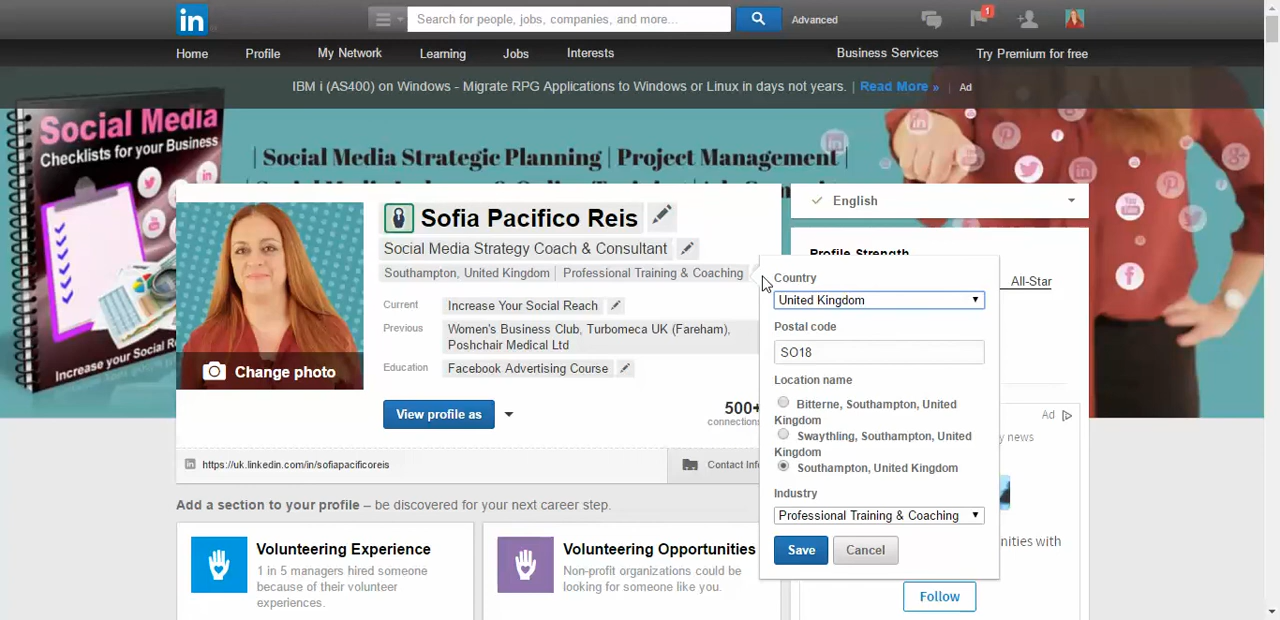 in
Search for people, jobs, companies, and more...
Advanced
1
Home Profile My Network Learning Jobs Interests Business Services Try Premium for free
IBM i (AS400) on Windows - Migrate RPG Applications to Windows or Linux in days not years. | Read More » | Ad
Social Media
Checklists for your Business
Increase your Social R
| Social Media Strategic Planning | Project Management |
English
Sofia Pacifico Reis
Social Media Strategy Coach & Consultant
Southampton, United Kingdom | Professional Training & Coaching
Current Increase Your Social Reach
Previous Women's Business Club, Turbomeca UK (Fareham),
Poshchair Medical Ltd
Education Facebook Advertising Course
Change photo
View profile as
500+
connections
https://uk.linkedin.com/in/sofiapacificoreis
Contact Inf
Add a section to your profile – be discovered for your next career step.
Volunteering Experience
1 in 5 managers hired someone
because of their volunteer
experiences.
Volunteering Opportunities
Non-profit organizations could be
looking for someone like you.
Profile Strength
All-Star
Country
United Kingdom
Postal code
SO18
Location name
Bitterne, Southampton, United
Kingdom
Swaythling, Southampton, United
Kingdom
Southampton, United Kingdom
Industry
Professional Training & Coaching
Save Cancel
Ad
y news
nities with
Follow